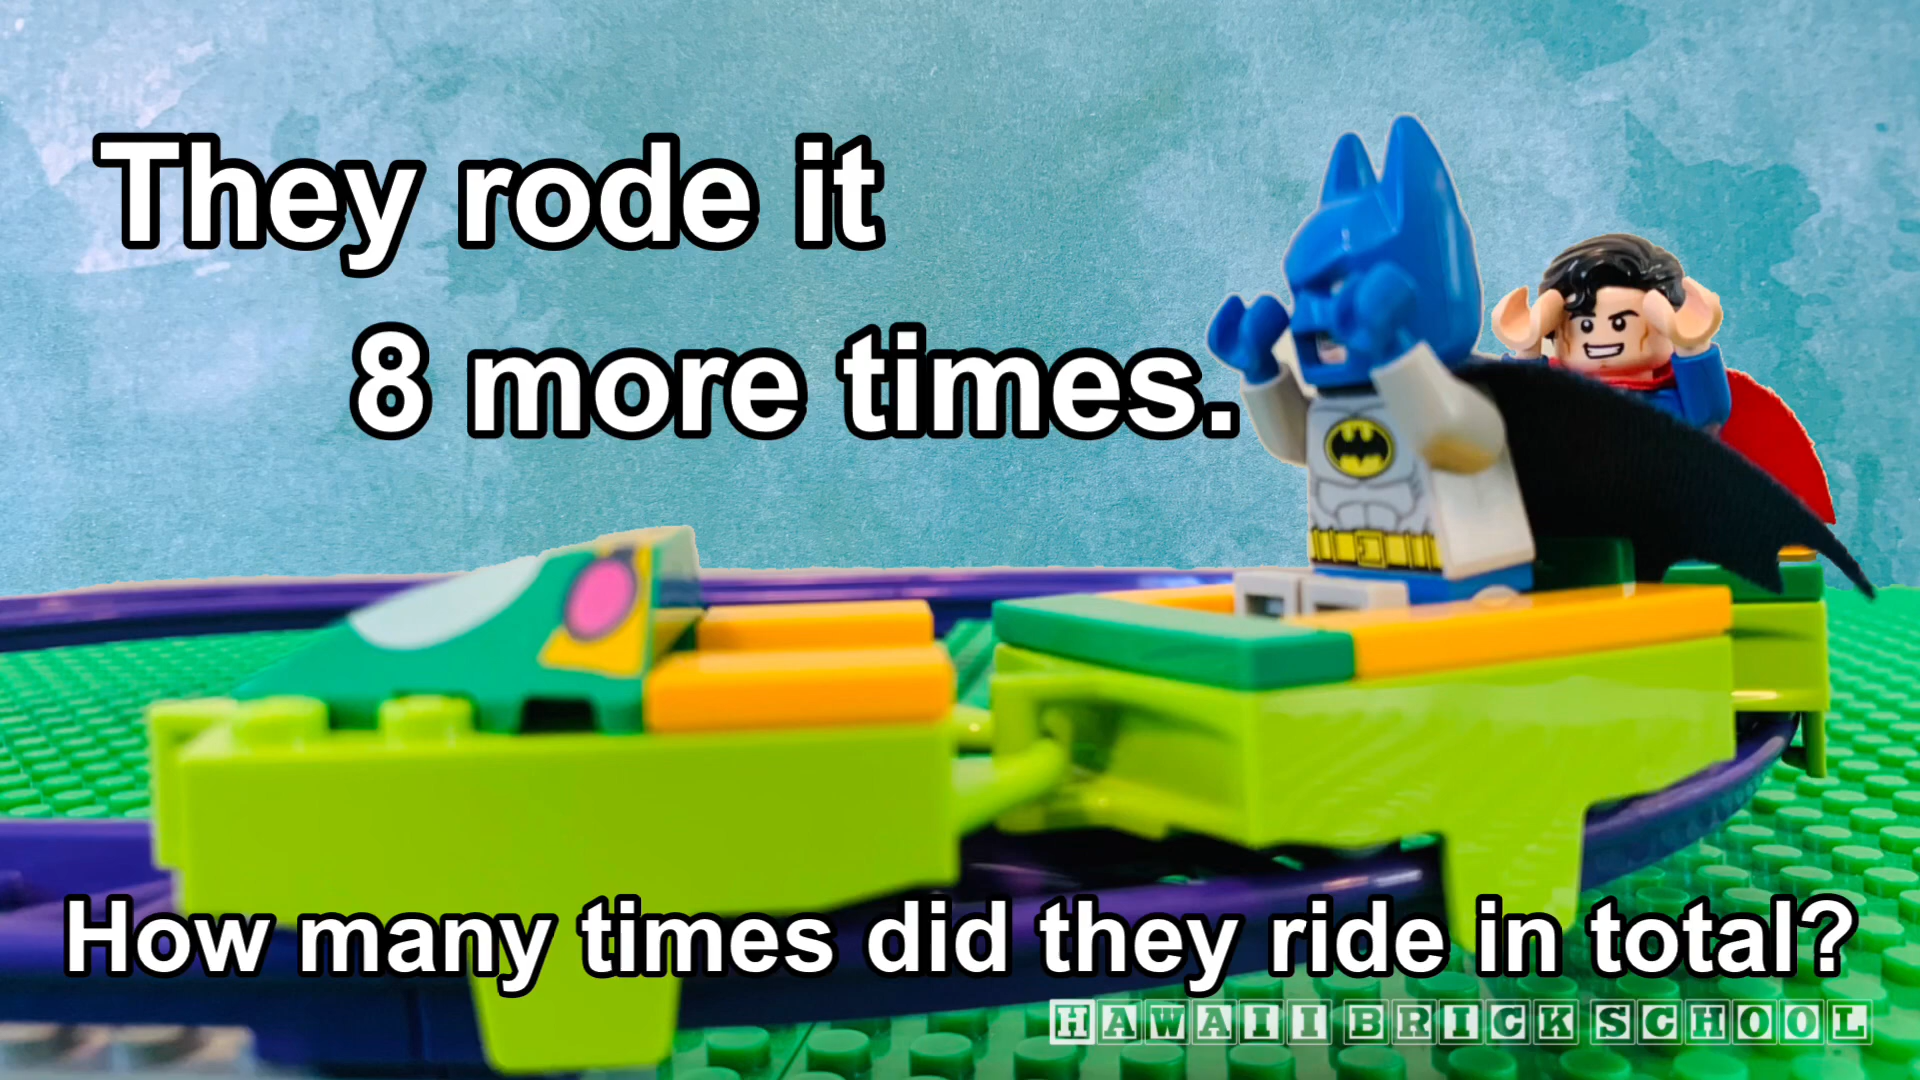 They rode it
8 more times.
How many times did they ride in total?
HAWAII BRICK SCHOOL